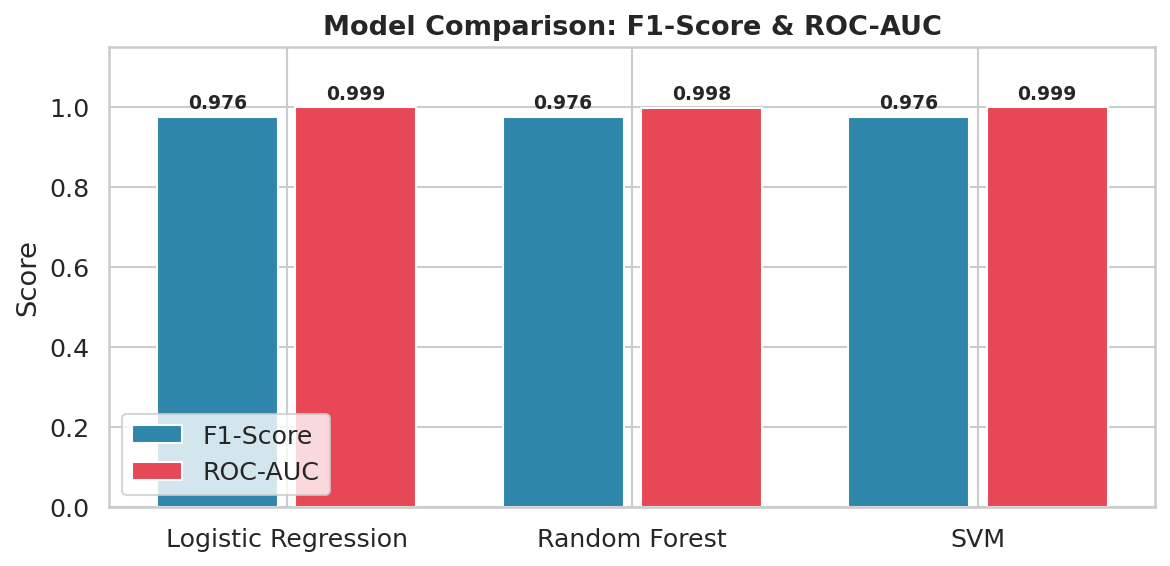 Model Comparison: F1-Score & ROC-AUC
0.976 0.999 0.976 0.998 0.976 0.999
1.0
0.8
0.6
0.4
0.2
0.0
Score
F1-Score
ROC-AUC
Logistic Regression Random Forest SVM